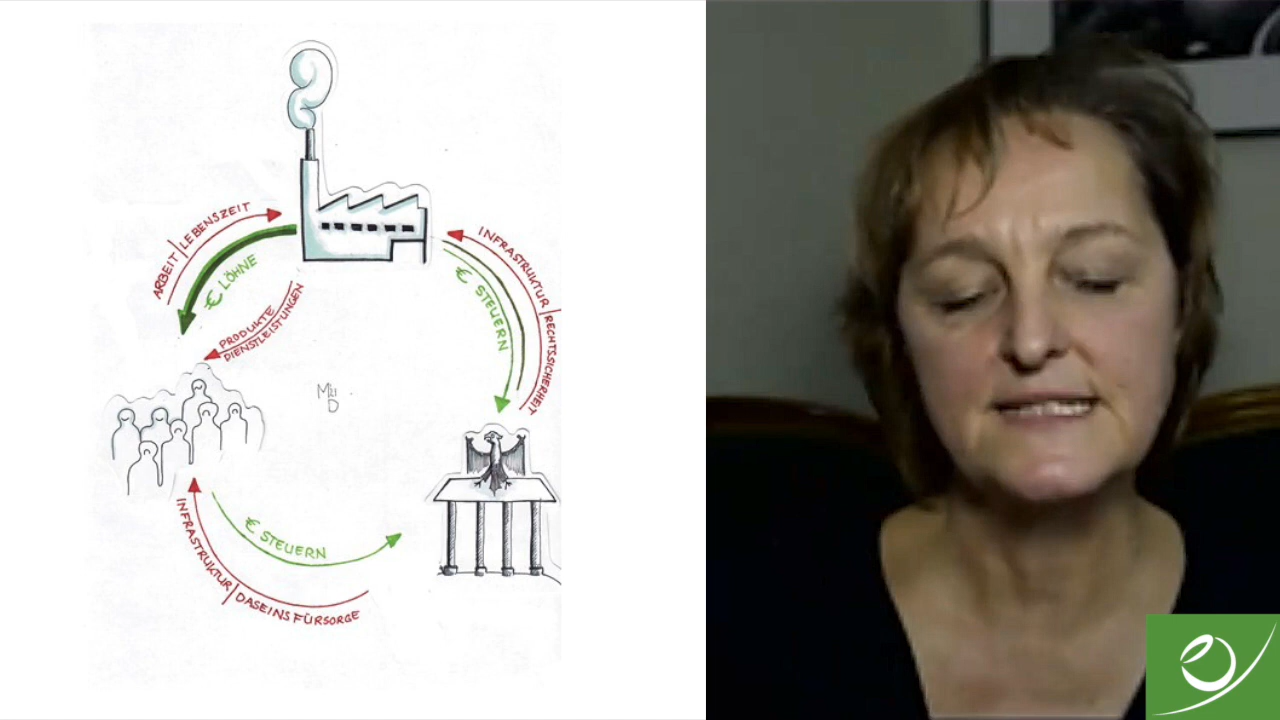 ARBEIT | LEBENSZEIT
€ LÖHNE
PRODUKTE
DIENSTLEISTUNGEN
INFRASTRUKTUR | RECHTSSICHERHEIT
€ STEUERN
€ STEUERN
INFRASTRUKTUR | DASEINSFÜRSORGE